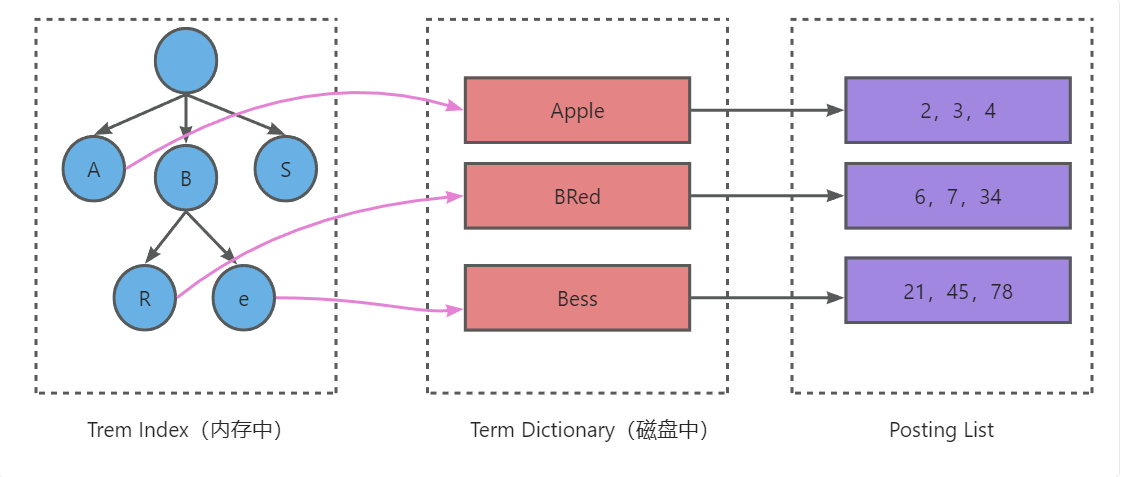 A
B
S
R
e
Apple
BRed
Bess
2，3，4
6，7，34
21，45，78
Trem Index（内存中）
Term Dictionary（磁盘中）
Posting List